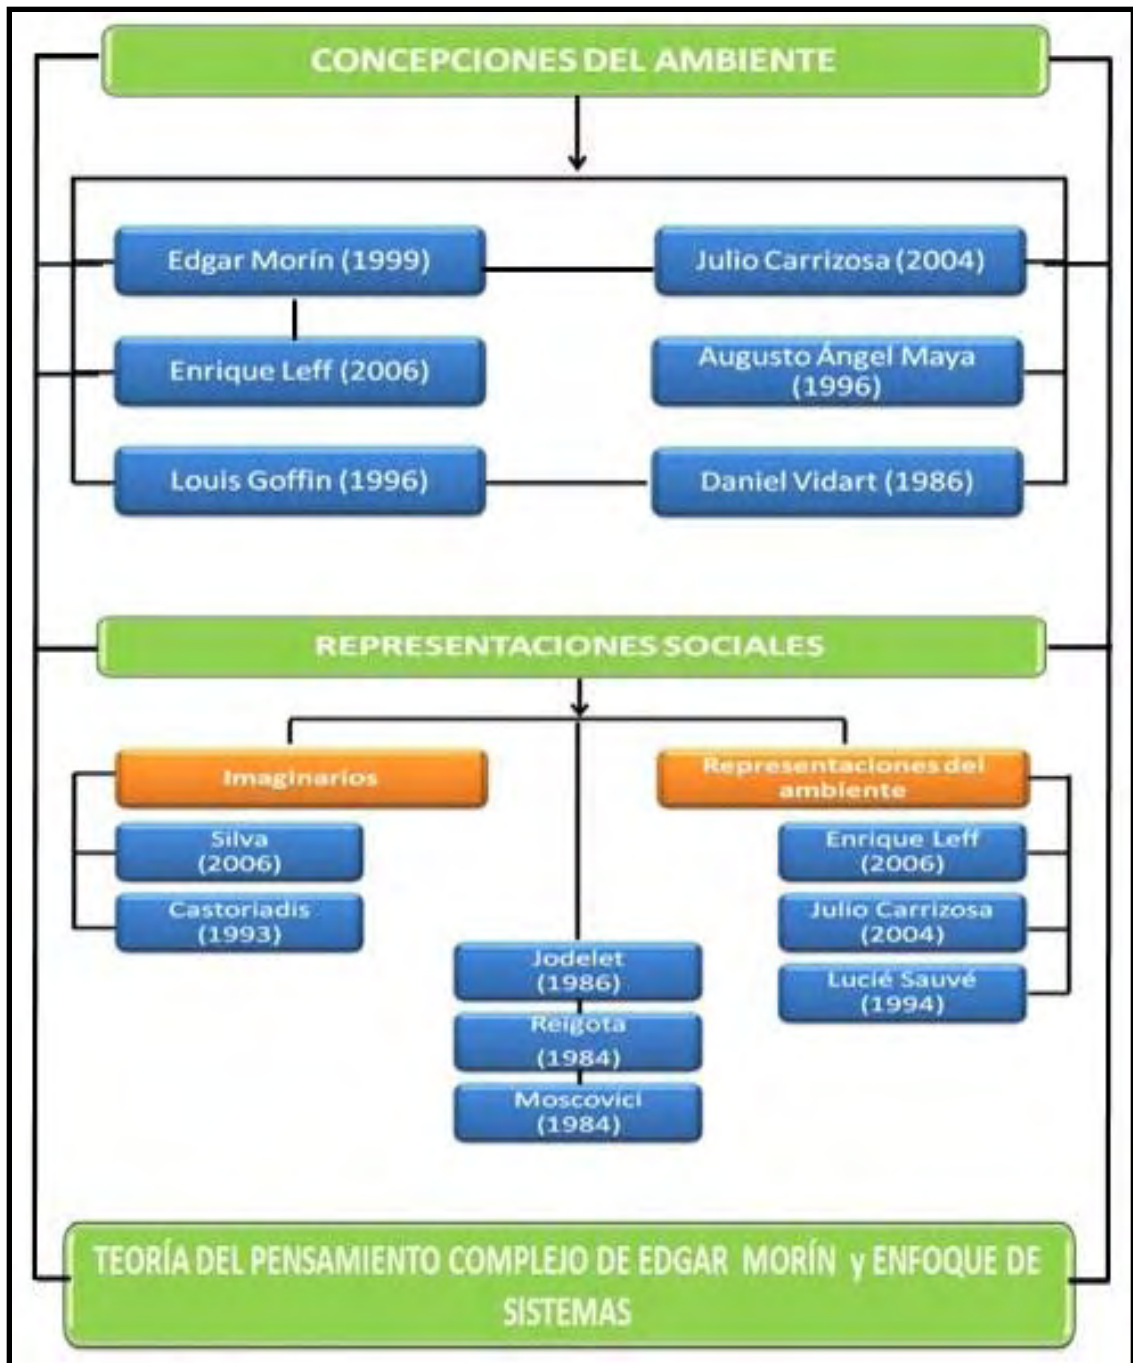 CONCEPCIONES DEL AMBIENTE
Edgar Morín (1999)
Julio Carrizosa (2004)
Enrique Leff (2006)
Augusto Ángel Maya
(1996)
Louis Goffin (1996)
Daniel Vidart (1986)
REPRESENTACIONES SOCIALES
Imaginarios
Silva
(2006)
Castoriadis
(1993)
Jodelet
(1986)
Reigota
(1984)
Moscovici
(1984)
Representaciones del
ambiente
Enrique Leff
(2006)
Julio Carrizosa
(2004)
Lucié Sauvé
(1994)
TEORÍA DEL PENSAMIENTO COMPLEJO DE EDGAR MORÍN y ENFOQUE DE
SISTEMAS